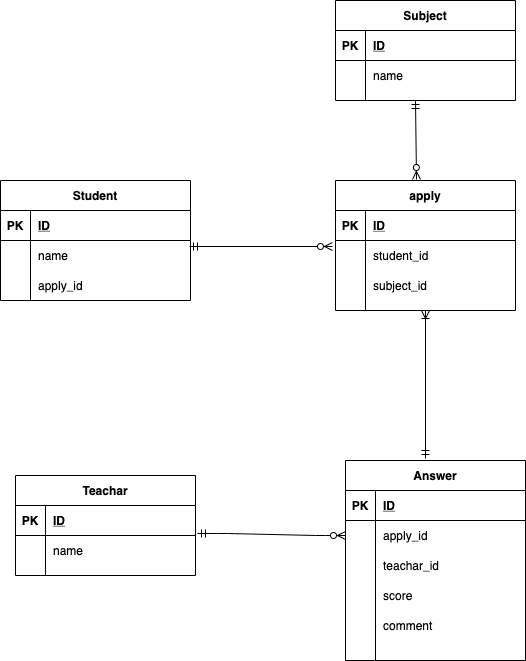 Subject
PK ID
name
Student
PK ID
name
apply_id
apply
PK ID
student_id
subject_id
Teachar
PK ID
name
Answer
PK ID
apply_id
teachar_id
score
comment